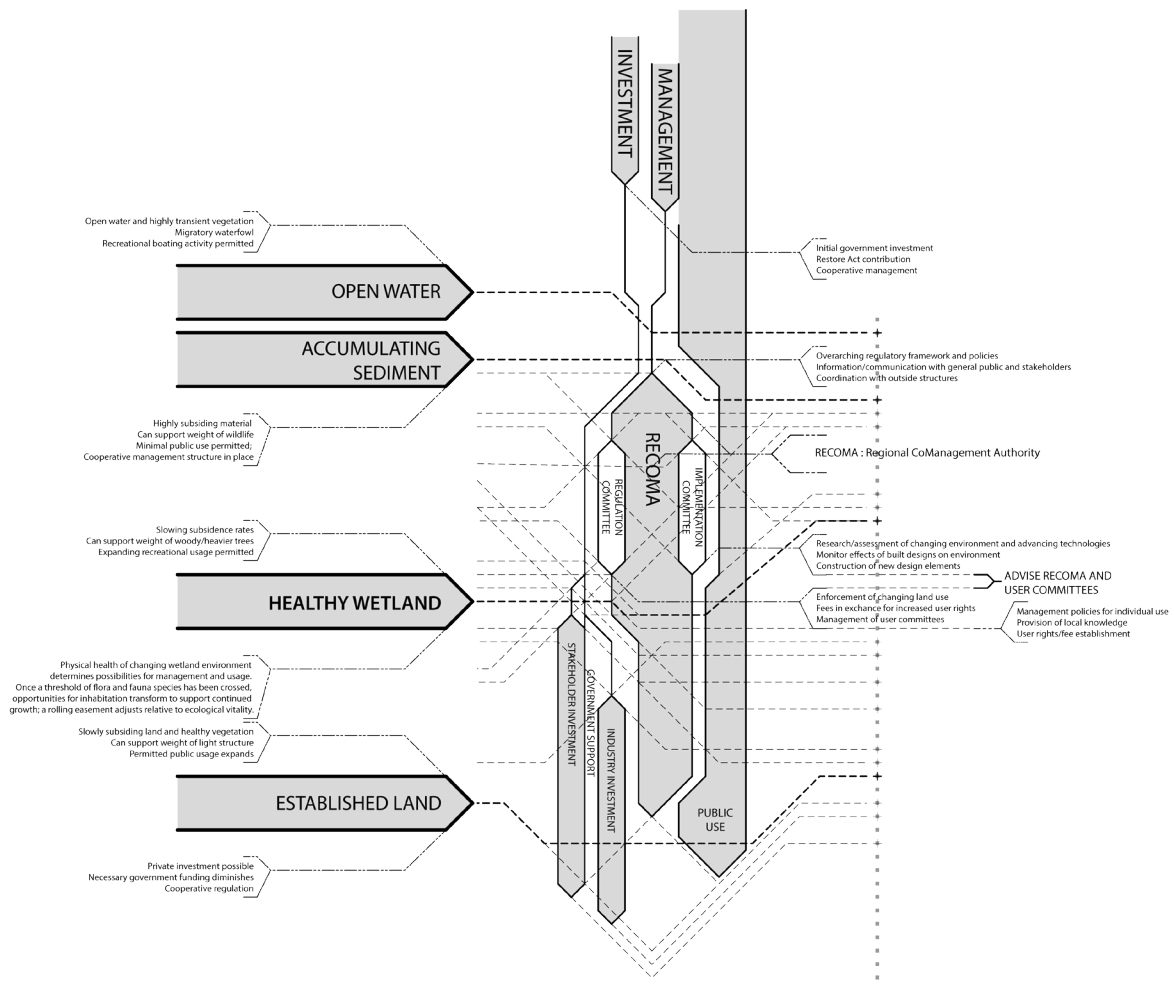 INVESTMENT
MANAGEMENT
Open water and highly transient vegetation
Migratory waterfowl
Recreational boating activity permitted
Initial government investment
Restore Act contribution
Cooperative management
OPEN WATER
ACCUMULATING
SEDIMENT
Overarching regulatory framework and policies
Information/communication with general public and stakeholders
Coordination with outside structures
Highly subsiding material
Can support weight of wildlife
Minimal public use permitted;
Cooperative management structure in place
RECOMA
RECOMA : Regional CoManagement Authority
REGULATION
COMMITTEE
IMPLEMENTATION
COMMITTEE
Slowing subsidence rates
Can support weight of woody/heavier trees
Expanding recreational usage permitted
Research/assessment of changing environment and advancing technologies
Monitor effects of built designs on environment
Construction of new design elements
ADVISE RECOMA AND
USER COMMITTEES
HEALTHY WETLAND
Enforcement of changing land use
Fees in exchance for increased user rights
Management of user committees
Management policies for individual use
Provision of local knowledge
User rights/fee establishment
Physical health of changing wetland environment
determines possibilities for management and usage.
Once a threshold of flora and fauna species has been crossed,
opportunities for inhabitation transform to support continued
growth; a rolling easement adjusts relative to ecological vitality.
STAKEHOLDER INVESTMENT
GOVERNMENT SUPPORT
INDUSTRY INVESTMENT
Slowly subsiding land and healthy vegetation
Can support weight of light structure
Permitted public usage expands
ESTABLISHED LAND
PUBLIC
USE
Private investment possible
Necessary government funding diminishes
Cooperative regulation